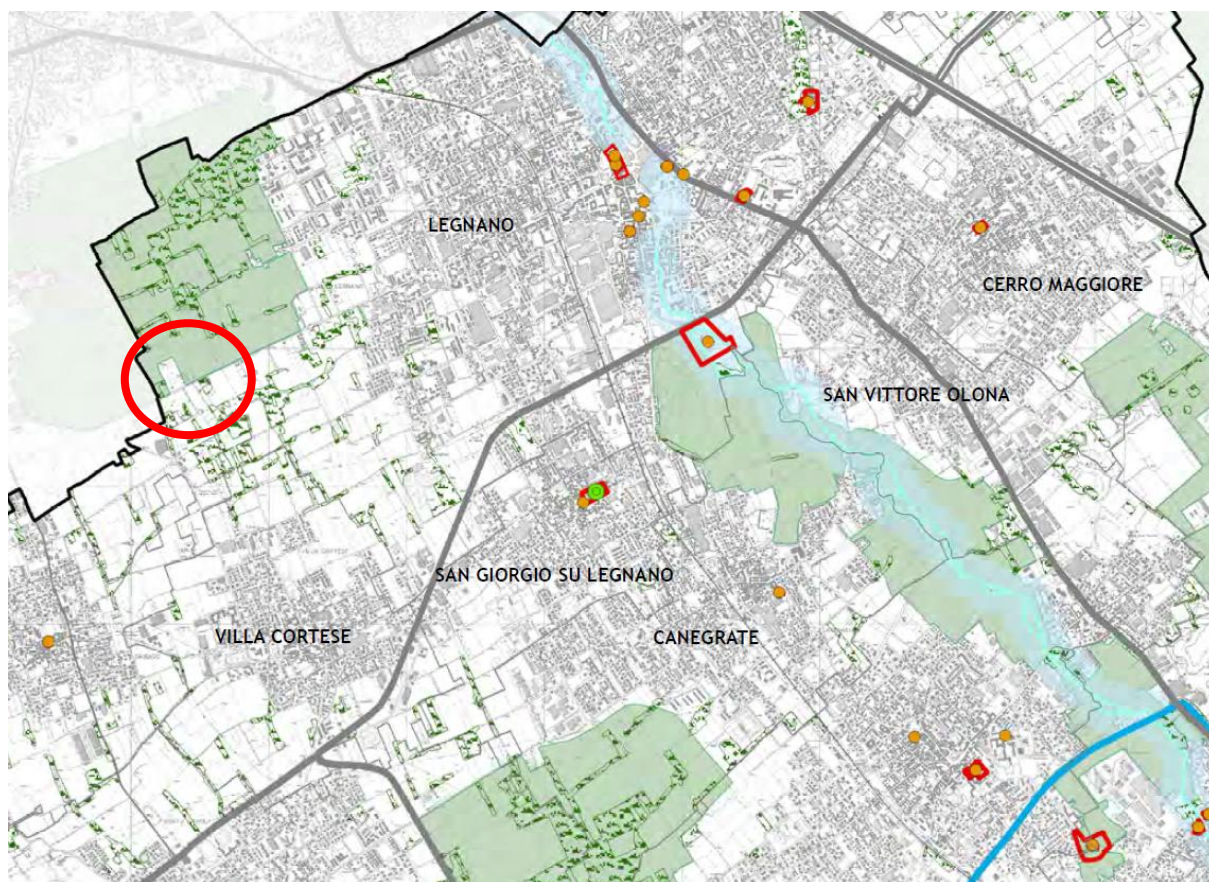 LEGNANO
CERRO MAGGIORE
SAN VITTORE OLONA
SAN GIORGIO SU LEGNANO
VILLA CORTESE
CANEGRATE